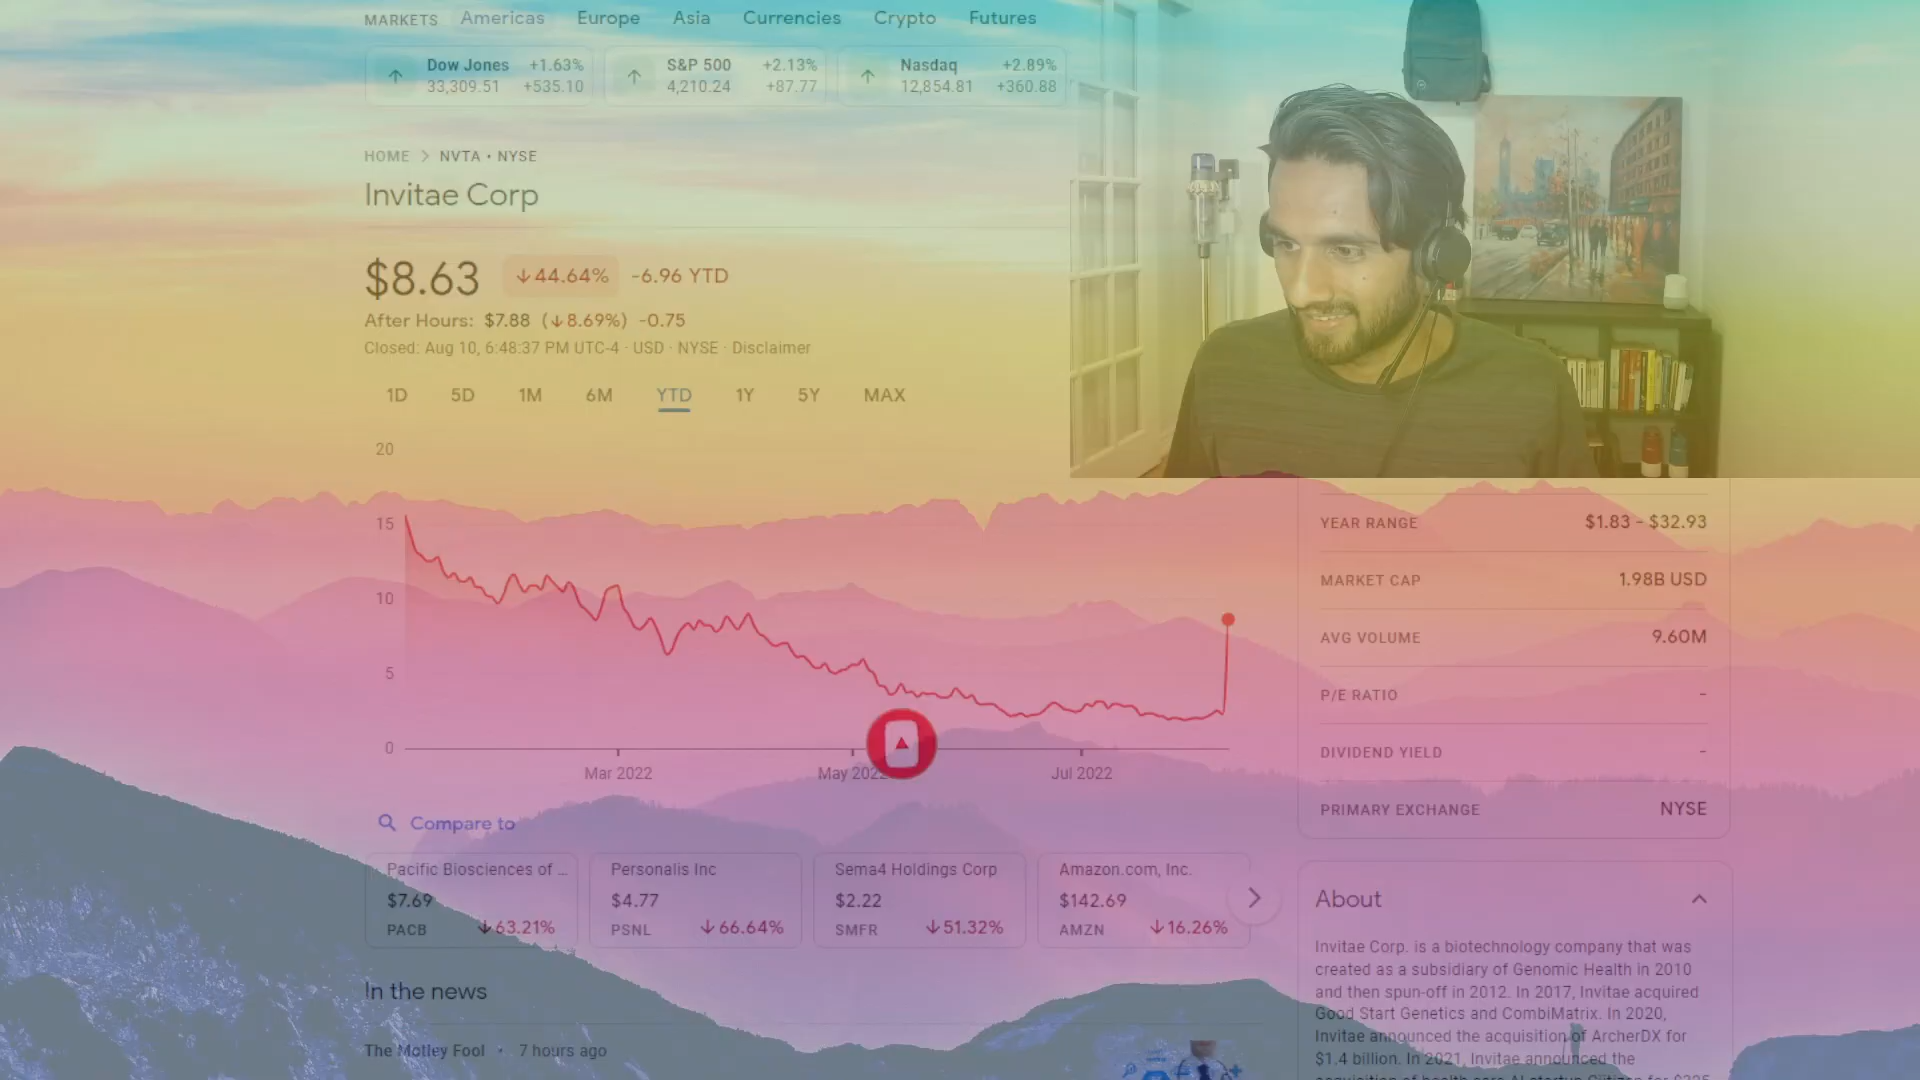 MARKETS Americas Europe Asia Currencies Crypto Futures
Dow Jones +1.63%
33,309.51 +535.10
S&P 500 +2.13%
4,210.24 +87.77
Nasdaq +2.89%
12,854.81 +360.88
HOME > NVTA • NYSE
Invitae Corp
$8.63 ↓44.64% -6.96 YTD
After Hours: $7.88 (↓8.69%) -0.75
Closed: Aug 10, 6:48:37 PM UTC-4 · USD · NYSE · Disclaimer
1D 5D 1M 6M YTD 1Y 5Y MAX
20
15
10
5
0
Mar 2022 May 2022 Jul 2022
YEAR RANGE $1.83 - $32.93
MARKET CAP 1.98B USD
AVG VOLUME 9.60M
P/E RATIO -
DIVIDEND YIELD -
PRIMARY EXCHANGE NYSE
Compare to
Pacific Biosciences of ...
$7.69
PACB ↓63.21%
Personalis Inc
$4.77
PSNL ↓66.64%
Sema4 Holdings Corp
$2.22
SMFR ↓51.32%
Amazon.com, Inc.
$142.69
AMZN ↓16.26%
About
Invitae Corp. is a biotechnology company that was
created as a subsidiary of Genomic Health in 2010
and then spun-off in 2012. In 2017, Invitae acquired
Good Start Genetics and CombiMatrix. In 2020,
Invitae announced the acquisition of ArcherDX for
$1.4 billion. In 2021, Invitae announced the
In the news
The Motley Fool • 7 hours ago